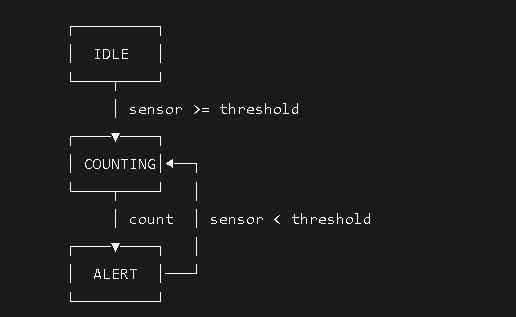 IDLE
sensor >= threshold
COUNTING
count
sensor < threshold
ALERT